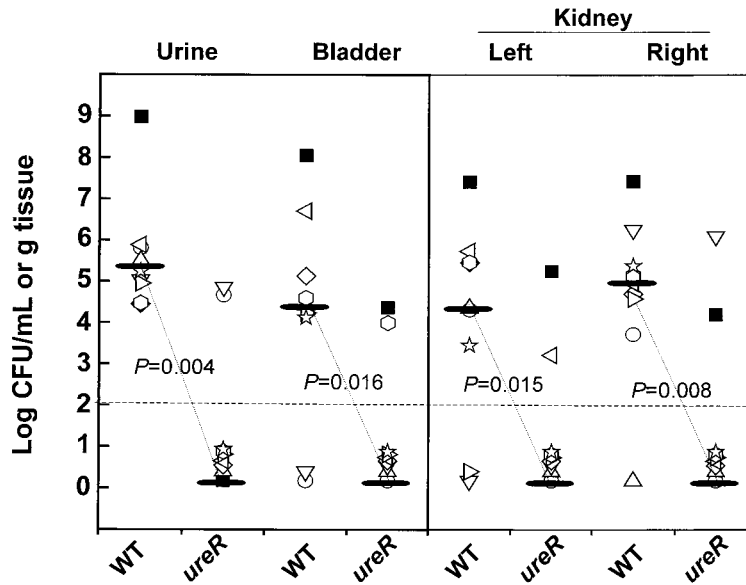 Kidney
Urine Bladder Left Right
Log CFU/mL or g tissue
9
8
7
6
5
4
3
2
1
0
P=0.004
P=0.016
P=0.015
P=0.008
WT ureR WT ureR WT ureR WT ureR